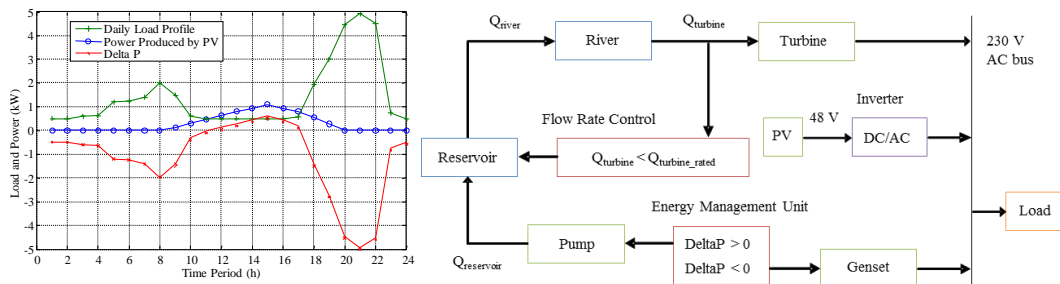 Load and Power (kW)
5
4
3
2
1
0
-1
-2
-3
-4
-5
Daily Load Profile
Power Produced by PV
Delta P
0 2 4 6 8 10 12 14 16 18 20 22 24
Time Period (h)
Q_river
Q_turbine
River
Turbine
230 V
AC bus
Inverter
Flow Rate Control
48 V
PV
DC/AC
Reservoir
Q_turbine < Q_turbine_rated
Energy Management Unit
Load
Pump
DeltaP > 0
DeltaP < 0
Q_reservoir
Genset